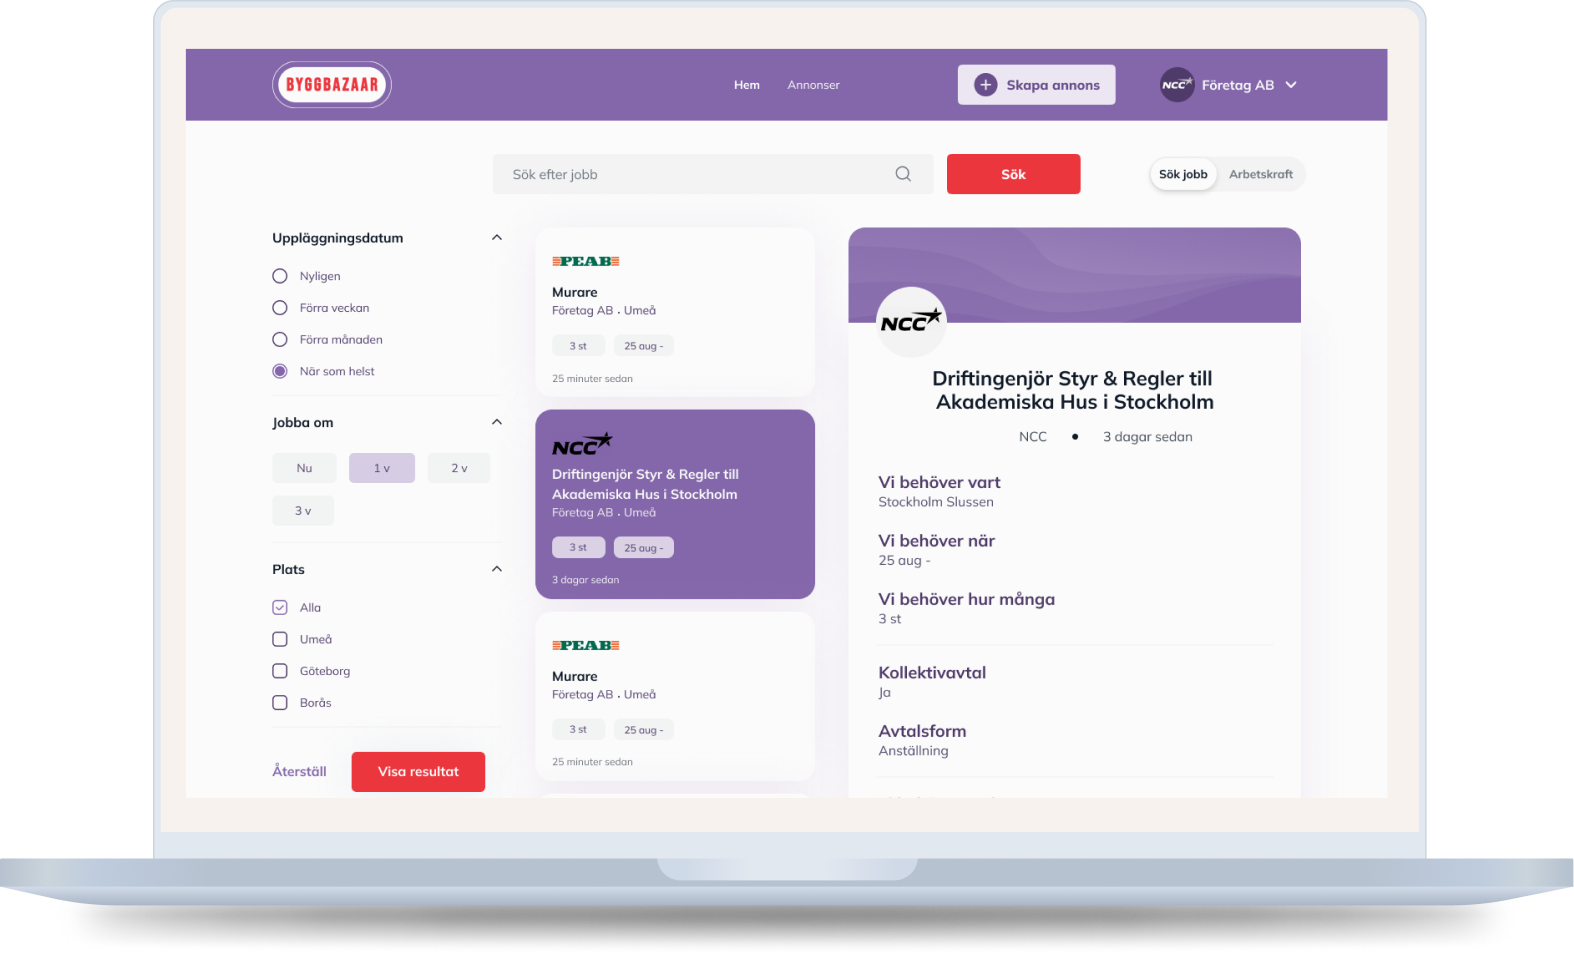 BYGGBAZAAR
Hem
Annonser
Skapa annons
NCC
Företag AB
Sök efter jobb
Sök
Sök jobb
Arbetskraft
Uppläggningsdatum
Nyligen
Förra veckan
Förra månaden
När som helst
Jobba om
Nu
1 v
2 v
3 v
Plats
Alla
Umeå
Göteborg
Borås
Återställ
Visa resultat
PEAB
Murare
Företag AB . Umeå
3 st
25 aug -
25 minuter sedan
NCC
Driftingenjör Styr & Regler till
Akademiska Hus i Stockholm
Företag AB . Umeå
3 st
25 aug -
3 dagar sedan
PEAB
Murare
Företag AB . Umeå
3 st
25 aug -
25 minuter sedan
NCC
Driftingenjör Styr & Regler till
Akademiska Hus i Stockholm
NCC • 3 dagar sedan
Vi behöver vart
Stockholm Slussen
Vi behöver när
25 aug -
Vi behöver hur många
3 st
Kollektivavtal
Ja
Avtalsform
Anställning